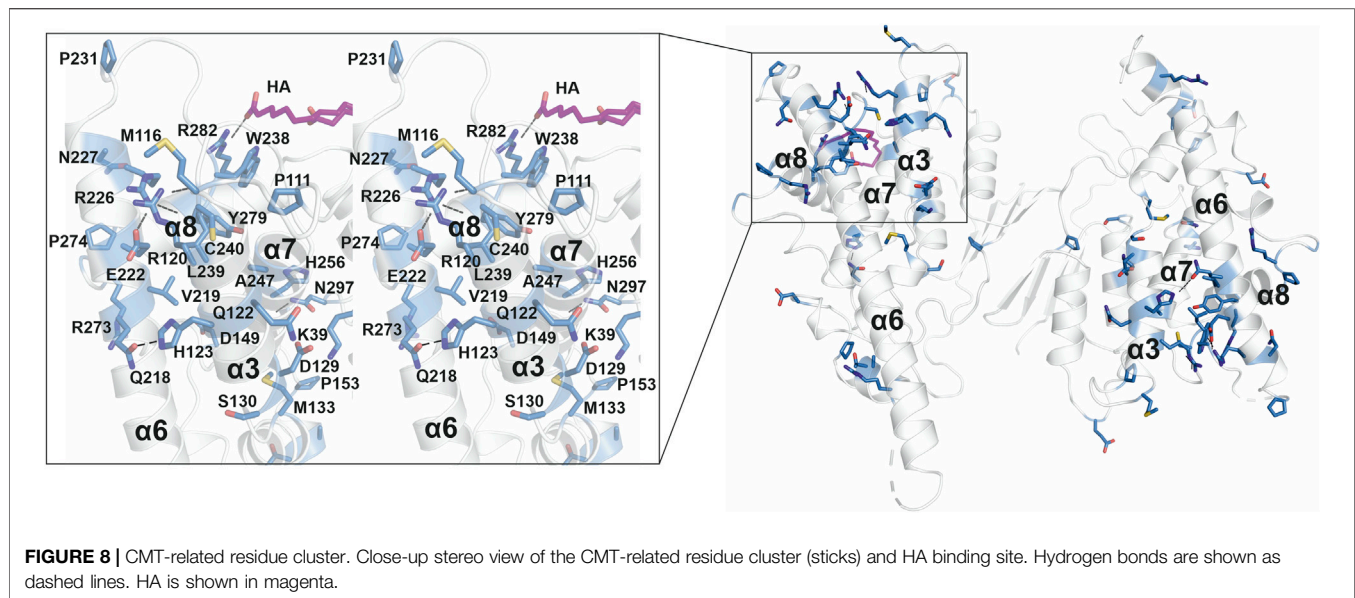 P231
HA
M116
R282
W238
N227
P111
R226
α8
Y279
P274
C240
α7
R120
H256
E222
L239
A247
V219
N297
Q122
R273
K39
H123
D149
D129
Q218
α3
P153
S130
M133
α6
P231
HA
M116
R282
W238
N227
P111
R226
α8
Y279
P274
C240
α7
R120
H256
E222
L239
A247
V219
N297
Q122
R273
K39
H123
D149
D129
Q218
α3
P153
S130
M133
α6
α8
α3
α7
α6
α6
α7
α8
α3
FIGURE 8 | CMT-related residue cluster. Close-up stereo view of the CMT-related residue cluster (sticks) and HA binding site. Hydrogen bonds are shown as
dashed lines. HA is shown in magenta.